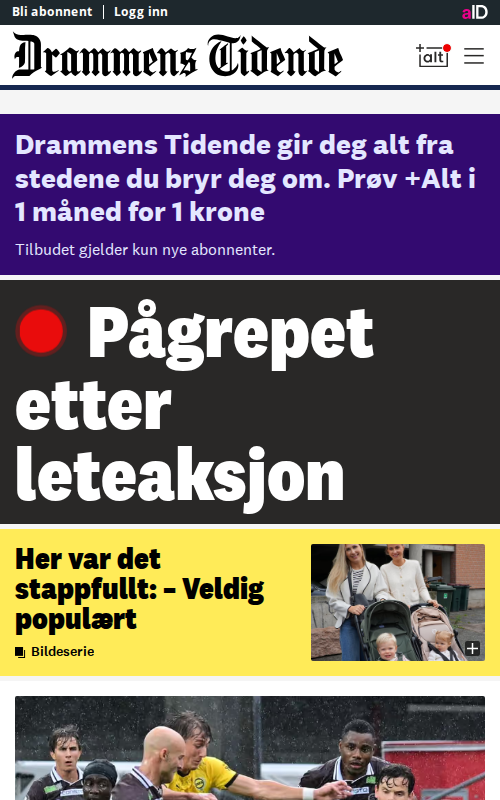 Bli abonnent | Logg inn
aID
Drammens Tidende
+alt
Drammens Tidende gir deg alt fra
stedene du bryr deg om. Prøv +Alt i
1 måned for 1 krone
Tilbudet gjelder kun nye abonnenter.
Pågrepet
etter
leteaksjon
Her var det
stappfullt: – Veldig
populært
Bildeserie